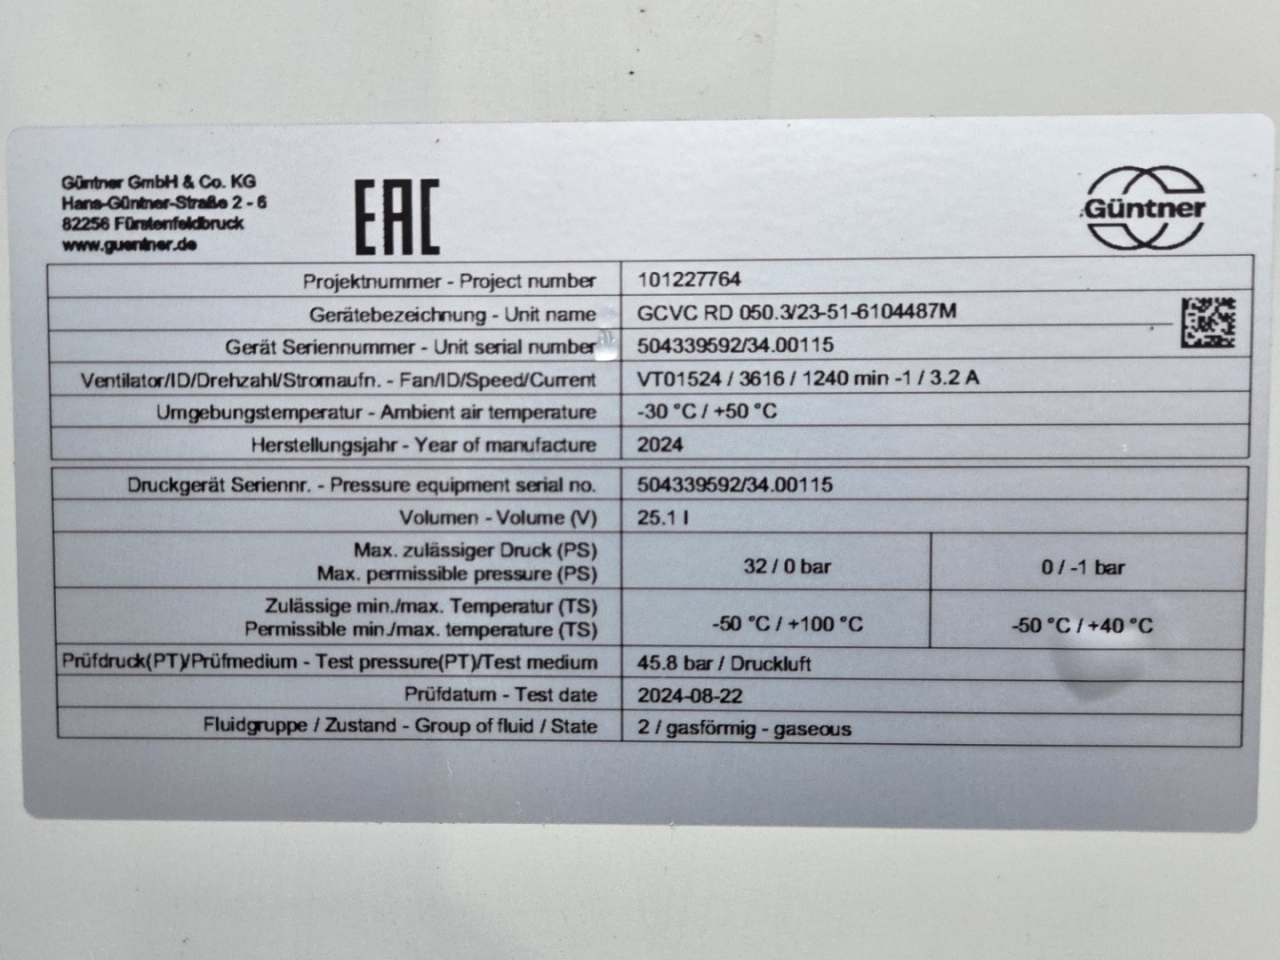 Güntner GmbH & Co. KG
Hans-Güntner-Straße 2 - 6
82256 Fürstenfeldbruck
www.guentner.de
EAC
Güntner
Projektnummer - Project number 101227764
Gerätebezeichnung - Unit name GCVC RD 050.3/23-51-6104487M
Gerät Seriennummer - Unit serial number 504339592/34.00115
Ventilator/ID/Drehzahl/Stromaufn. - Fan/ID/Speed/Current VT01524 / 3616 / 1240 min -1 / 3.2 A
Umgebungstemperatur - Ambient air temperature -30 °C / +50 °C
Herstellungsjahr - Year of manufacture 2024
Druckgerät Seriennr. - Pressure equipment serial no. 504339592/34.00115
Volumen - Volume (V) 25.1 l
Max. zulässiger Druck (PS)
Max. permissible pressure (PS) 32 / 0 bar 0 / -1 bar
Zulässige min./max. Temperatur (TS)
Permissible min./max. temperature (TS) -50 °C / +100 °C -50 °C / +40 °C
Prüfdruck(PT)/Prüfmedium - Test pressure(PT)/Test medium 45.8 bar / Druckluft
Prüfdatum - Test date 2024-08-22
Fluidgruppe / Zustand - Group of fluid / State 2 / gasförmig - gaseous